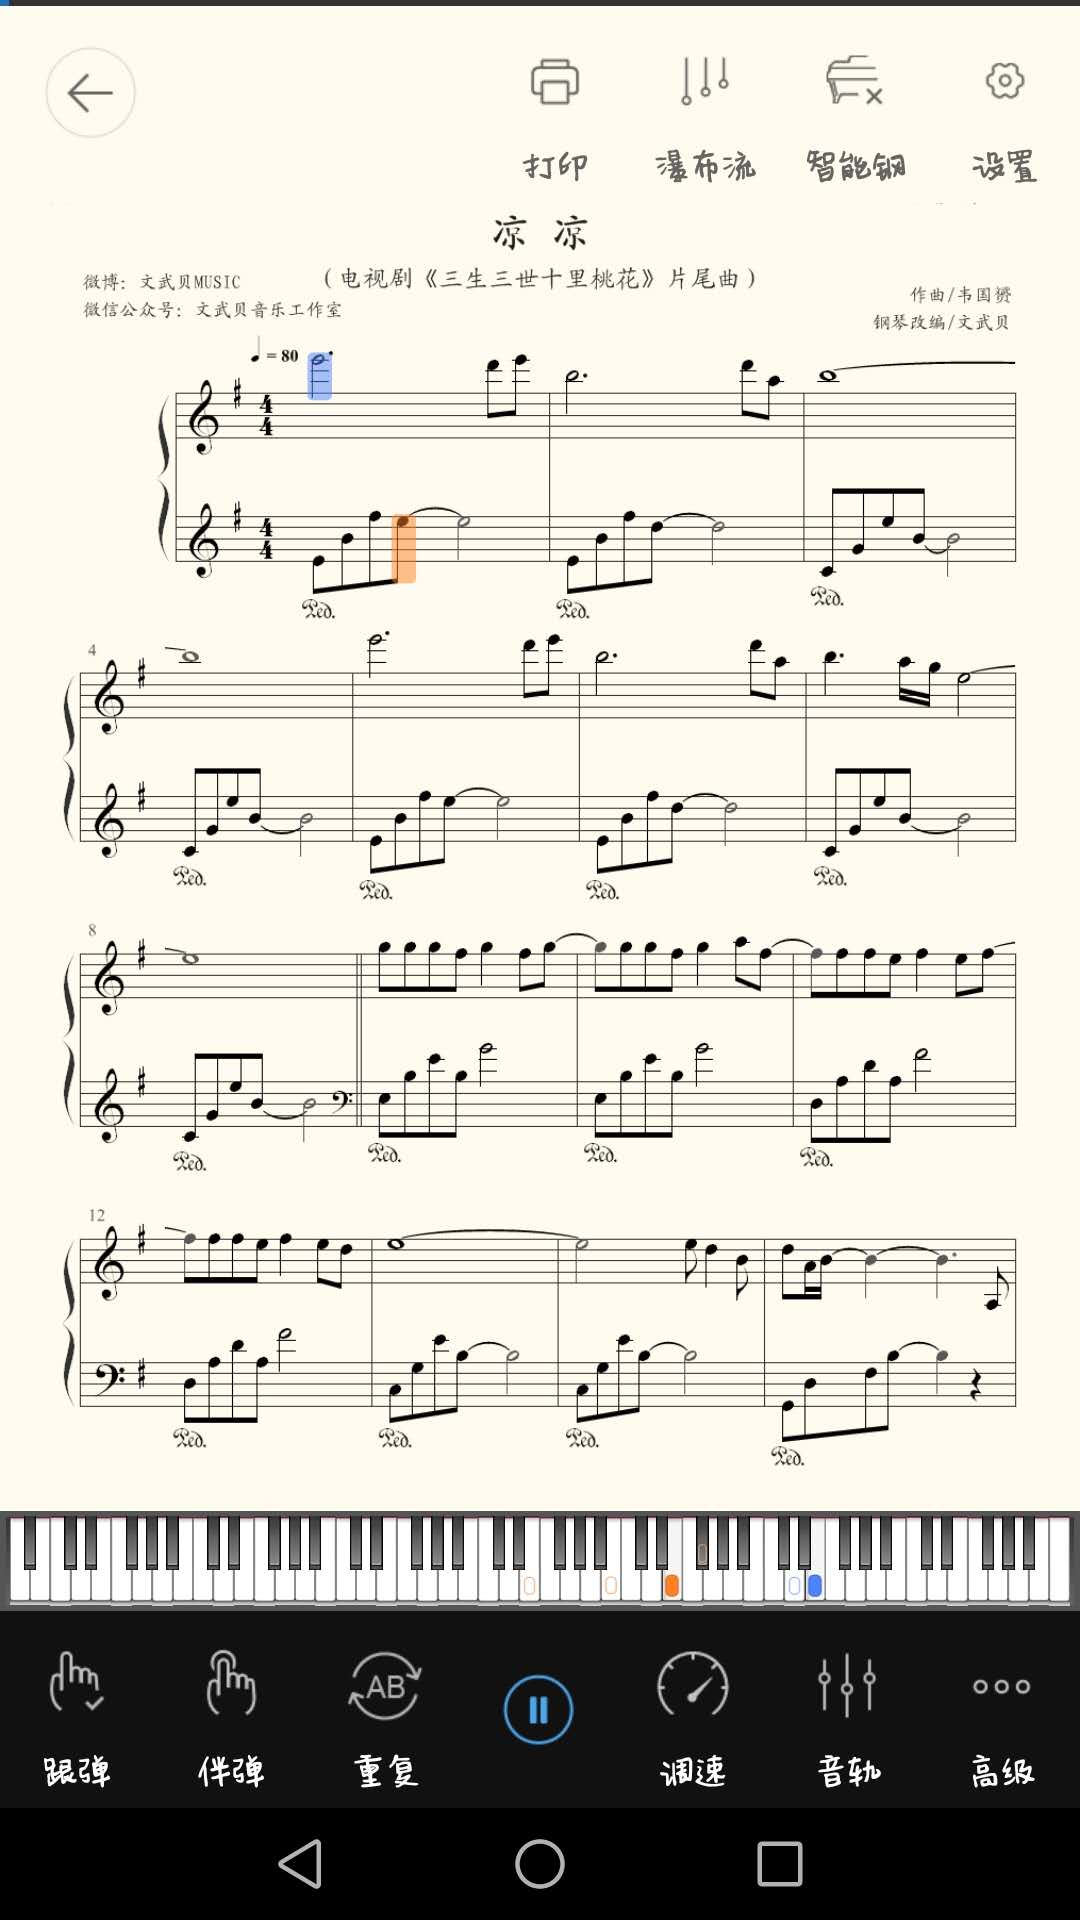 打印 瀑布流 智能钢 设置
凉 凉
(电视剧《三生三世十里桃花》片尾曲)
微博: 文武贝MUSIC
微信公众号: 文武贝音乐工作室
作曲/韦国赟
钢琴改编/文武贝
= 80
4 4
4 4
Ped. Ped. Ped.
4
Ped. Ped. Ped. Ped.
8
Ped. Ped. Ped. Ped.
12
Ped. Ped. Ped. Ped.
AB
跟弹 伴弹 重复 调速 音轨 高级